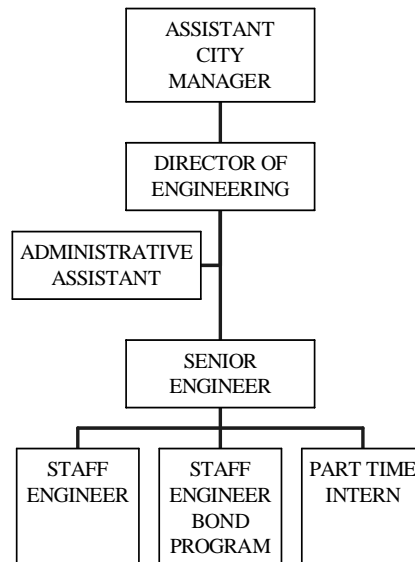 ASSISTANT
CITY
MANAGER
DIRECTOR OF
ENGINEERING
ADMINISTRATIVE
ASSISTANT
SENIOR
ENGINEER
STAFF
ENGINEER
STAFF
ENGINEER
BOND
PROGRAM
PART TIME
INTERN